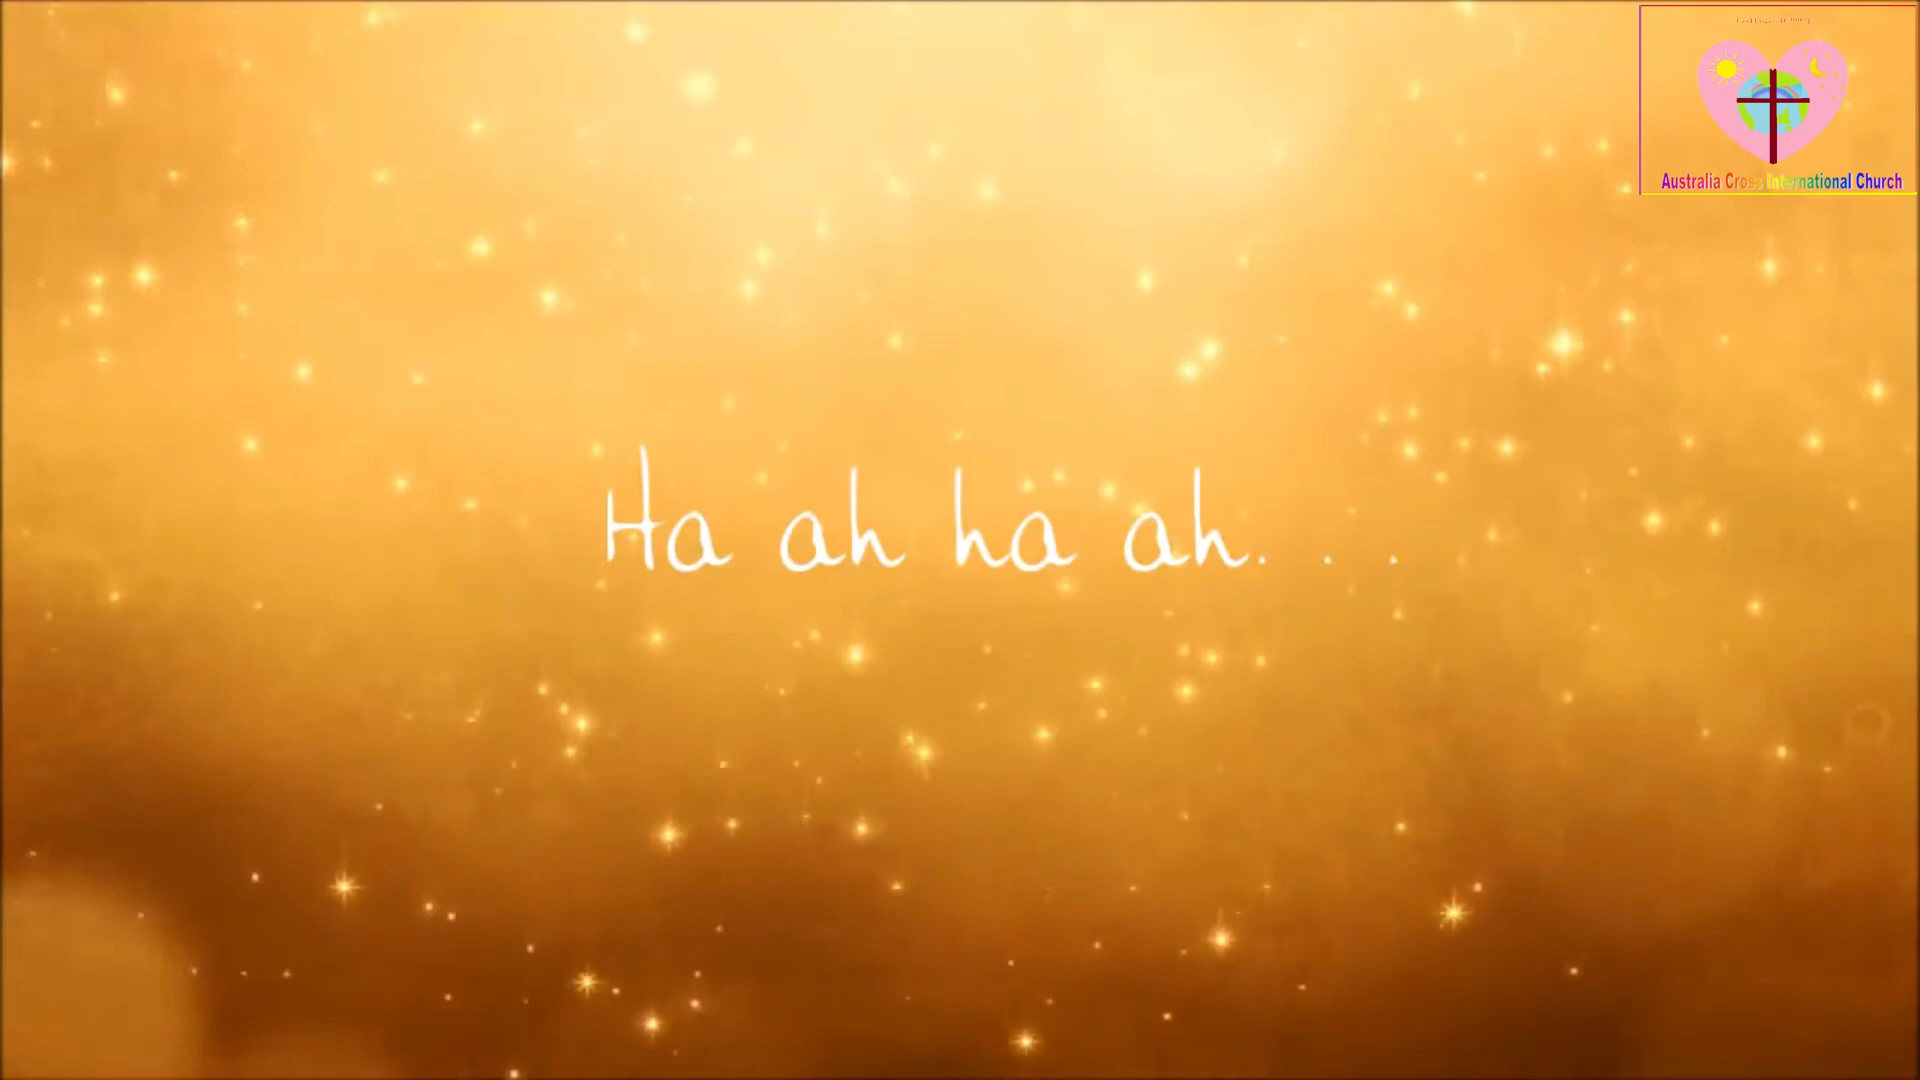 Australia Cross International Church
Ha ah ha ah. . .